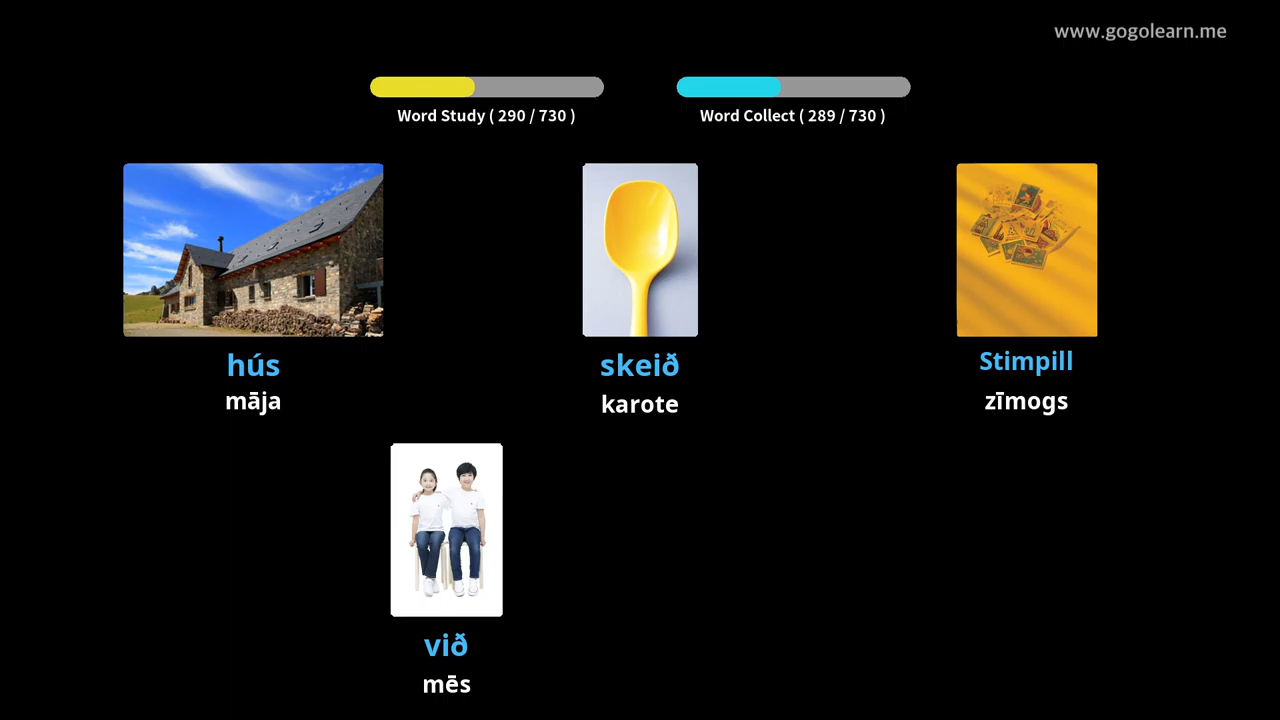 www.gogolearn.me
Word Study ( 290 / 730 )
Word Collect ( 289 / 730 )
hús
māja
skeið
karote
Stimpill
zīmogs
við
mēs